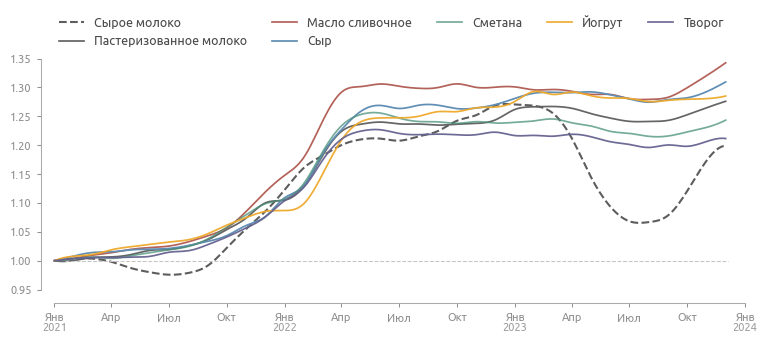 Сырое молоко Масло сливочное Сметана Йогрут Творог
Пастеризованное молоко Сыр
1.35
1.30
1.25
1.20
1.15
1.10
1.05
1.00
0.95
Янв Апр Июл Окт Янв Апр Июл Окт Янв Апр Июл Окт Янв
2021 2022 2023 2024